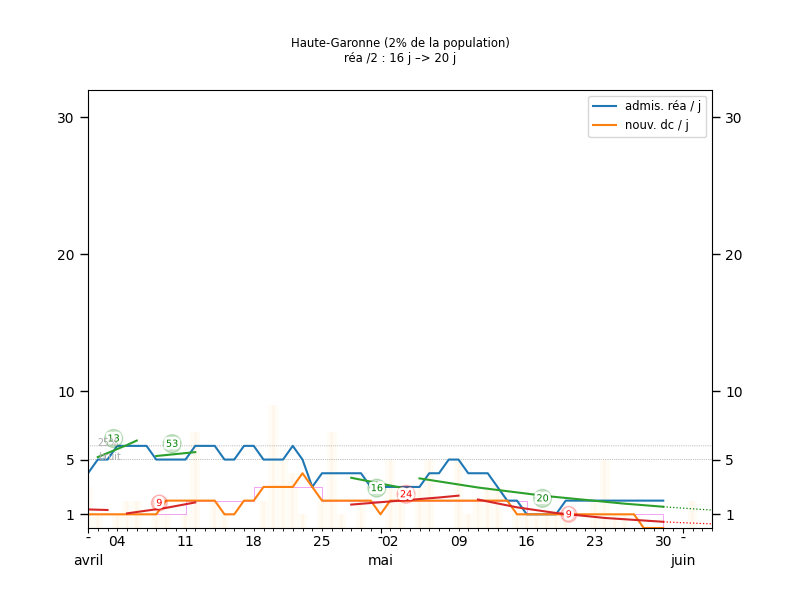 Haute-Garonne (2% de la population)
réa /2 : 16 j –> 20 j
admis. réa / j
nouv. dc / j
30 30
20 20
10 10
5 5
1 1
13
53
9
16
24
20
9
- 04 11 18 25 - 02 09 16 23 30 -
avril mai juin